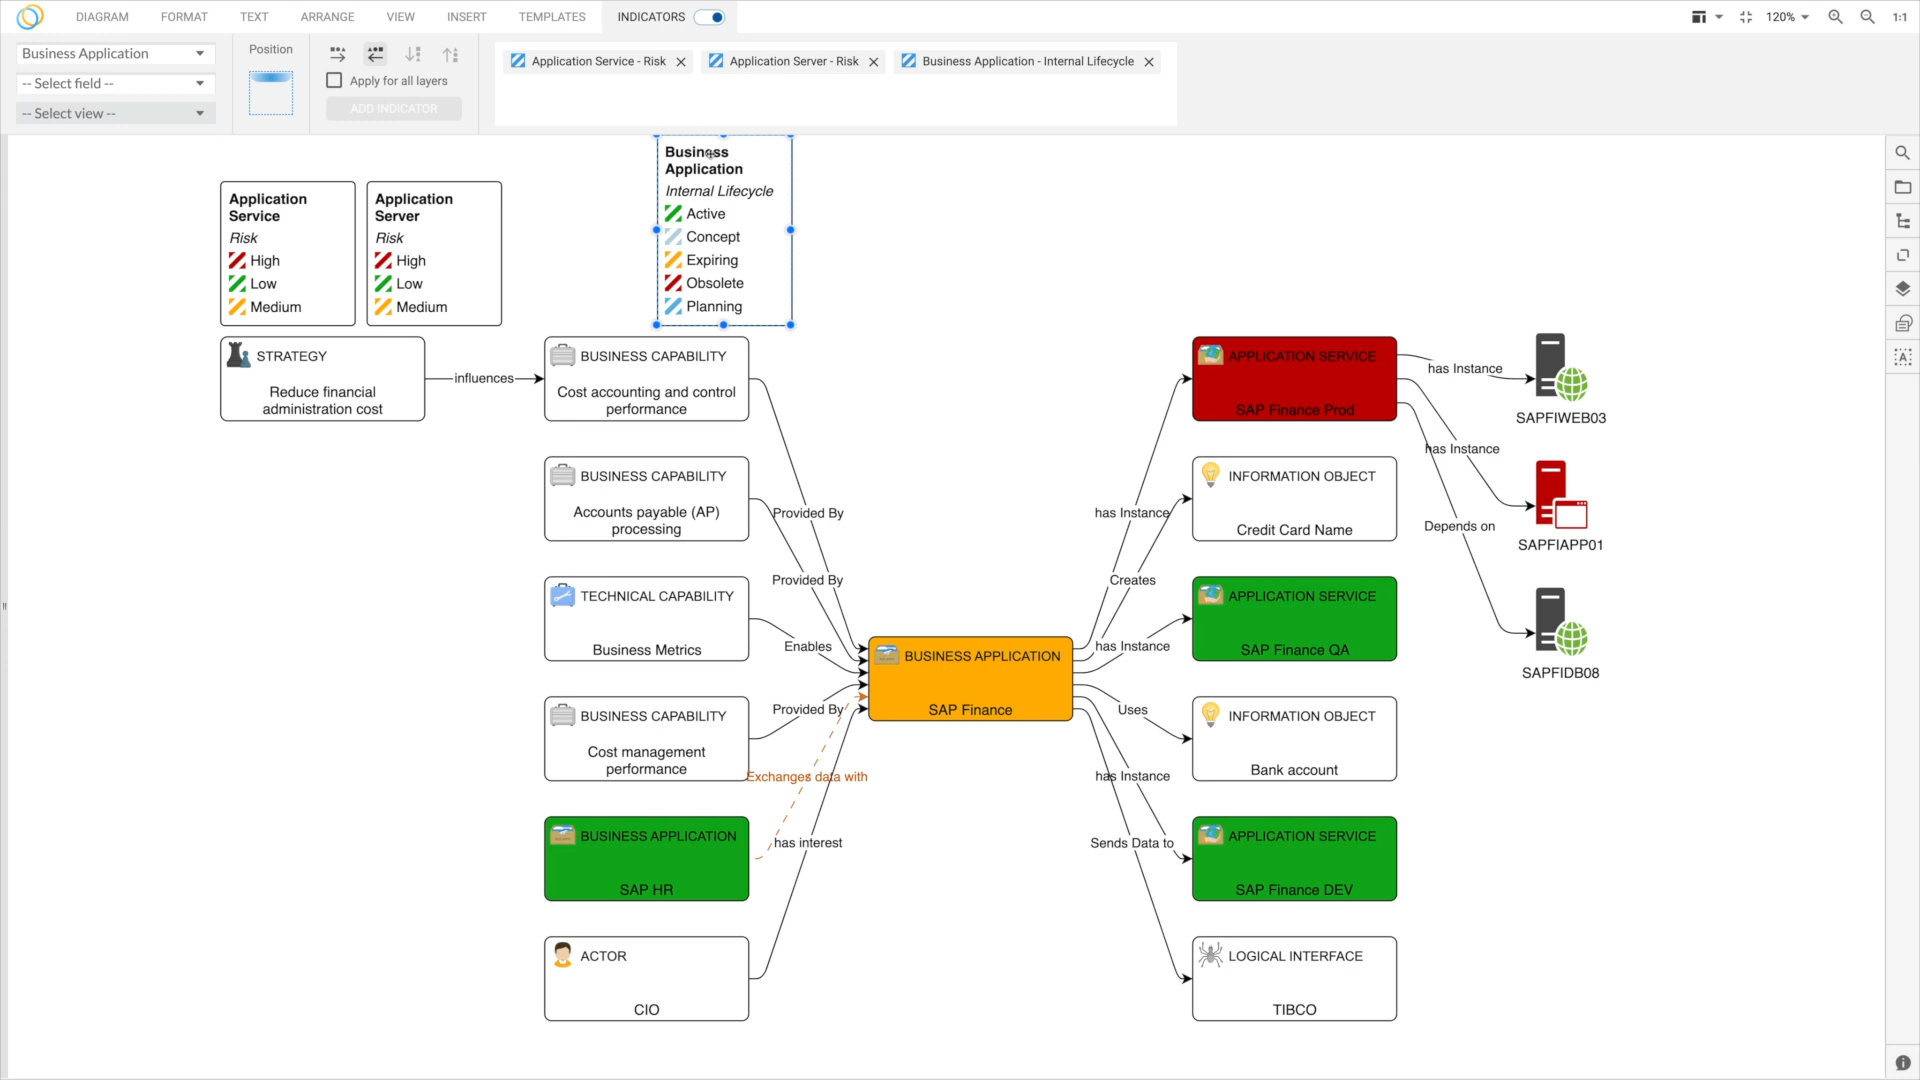 DIAGRAM FORMAT TEXT ARRANGE VIEW INSERT TEMPLATES INDICATORS 120% 1:1
Business Application
-- Select field --
-- Select view --
Position
Apply for all layers
ADD INDICATOR
Application Service - Risk
Application Server - Risk
Business Application - Internal Lifecycle
Application
Service
Risk
High
Low
Medium
Application
Server
Risk
High
Low
Medium
Business
Application
Internal Lifecycle
Active
Concept
Expiring
Obsolete
Planning
STRATEGY
Reduce financial
administration cost
influences
BUSINESS CAPABILITY
Cost accounting and control
performance
BUSINESS CAPABILITY
Accounts payable (AP)
processing
TECHNICAL CAPABILITY
Business Metrics
BUSINESS CAPABILITY
Cost management
performance
BUSINESS APPLICATION
SAP HR
ACTOR
CIO
Provided By
Provided By
Enables
Provided By
Exchanges data with
has interest
BUSINESS APPLICATION
SAP Finance
has Instance
Creates
has Instance
Uses
has Instance
Sends Data to
APPLICATION SERVICE
SAP Finance Prod
INFORMATION OBJECT
Credit Card Name
APPLICATION SERVICE
SAP Finance QA
INFORMATION OBJECT
Bank account
APPLICATION SERVICE
SAP Finance DEV
LOGICAL INTERFACE
TIBCO
has Instance
has Instance
Depends on
SAPFIWEB03
SAPFIAPP01
SAPFIDB08
A